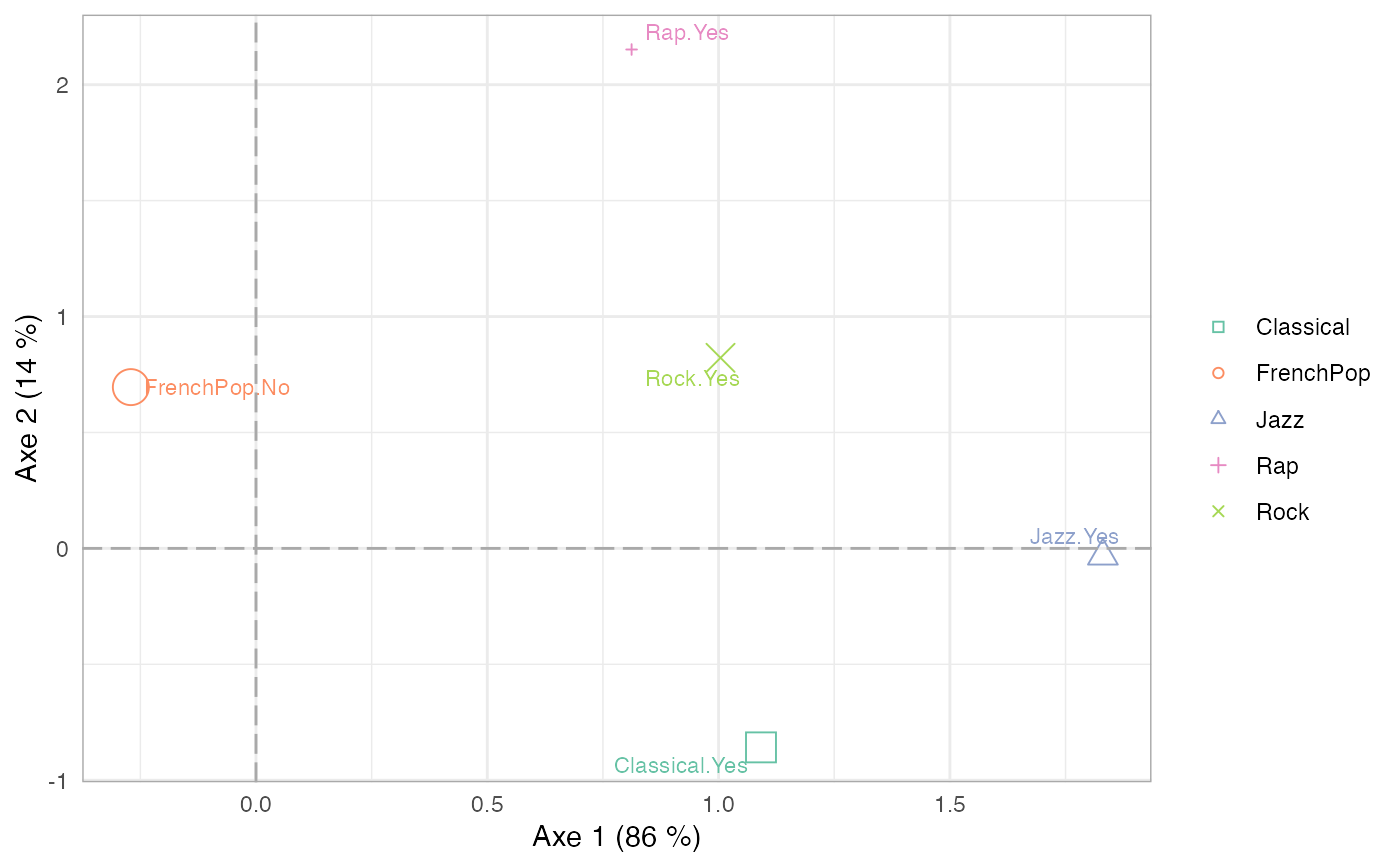 Rap.Yes
2
1
Rock.Yes
FrenchPop.No
0
Jazz.Yes
Classical.Yes
-1
0.0 0.5 1.0 1.5
Axe 1 (86 %)
Axe 2 (14 %)
Classical
FrenchPop
Jazz
Rap
Rock